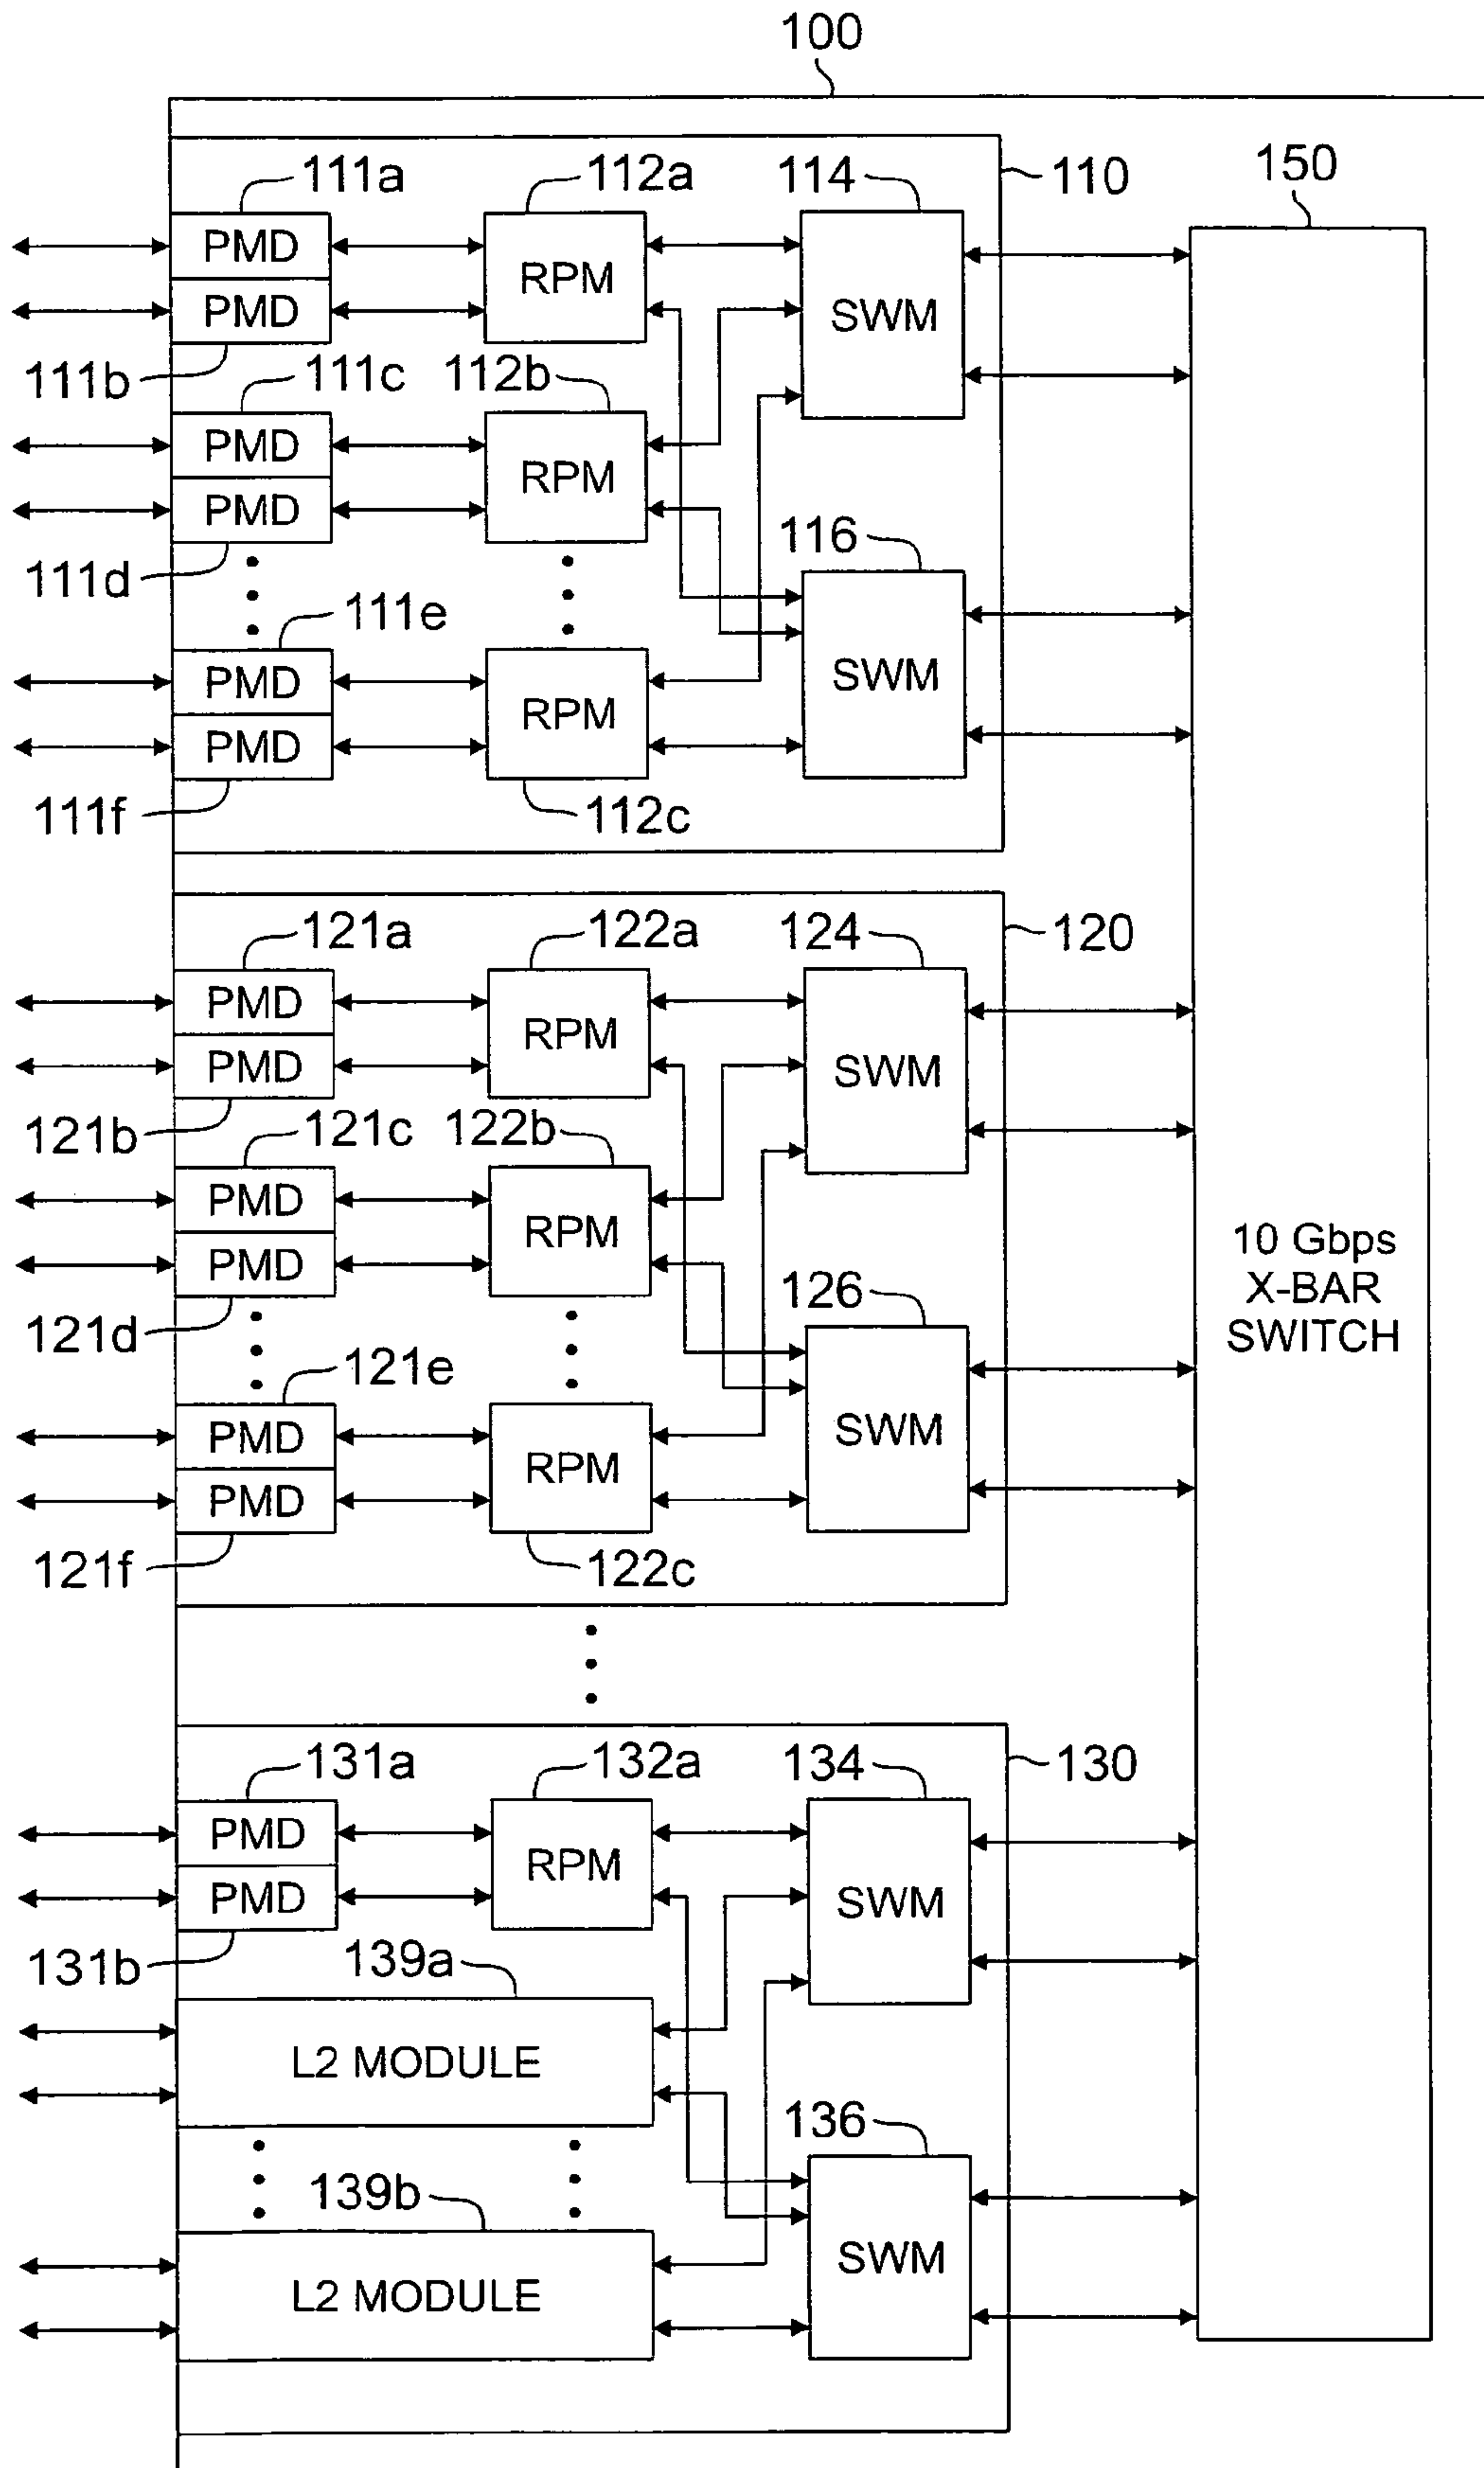 100
111a 112a 114 110 150
PMD
RPM
PMD
SWM
111b 111c 112b
PMD
RPM
PMD
111d 116
111e
PMD
SWM
RPM
PMD
111f 112c
121a 122a 124 120
PMD
RPM
PMD
SWM
121b 121c 122b
PMD
RPM
PMD
10 Gbps
X-BAR
SWITCH
121d 126
121e
PMD
SWM
RPM
PMD
121f 122c
131a 132a 134 130
PMD
RPM
PMD
SWM
131b 139a
L2 MODULE
136
139b
SWM
L2 MODULE